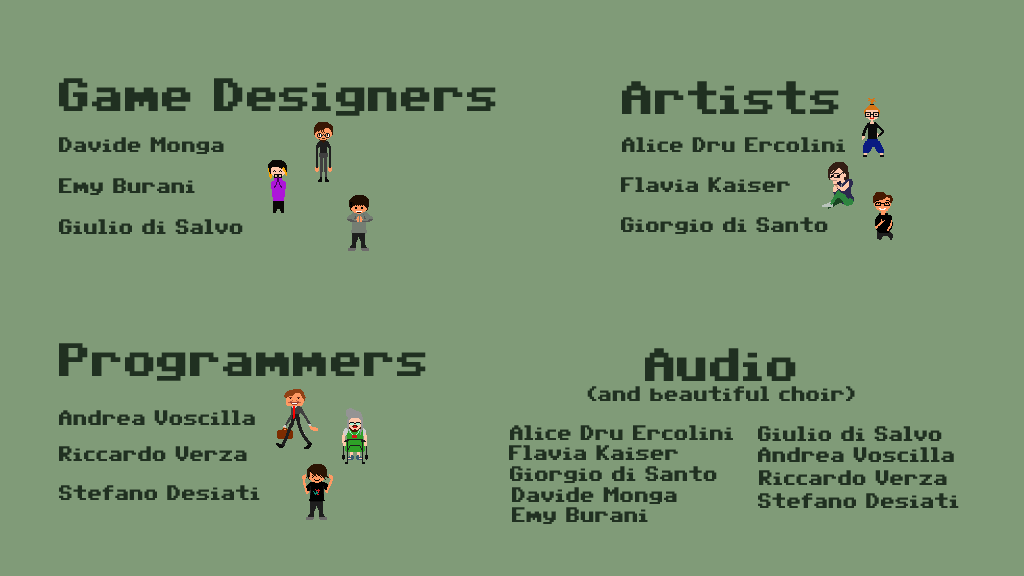 Game Designers
Davide Monga
Emy Burani
Giulio di Salvo
Artists
Alice Dru Ercolini
Flavia Kaiser
Giorgio di Santo
Programmers
Andrea Voscilla
Riccardo Verza
Stefano Desiati
Audio
(and beautiful choir)
Alice Dru Ercolini
Flavia Kaiser
Giorgio di Santo
Davide Monga
Emy Burani
Giulio di Salvo
Andrea Voscilla
Riccardo Verza
Stefano Desiati